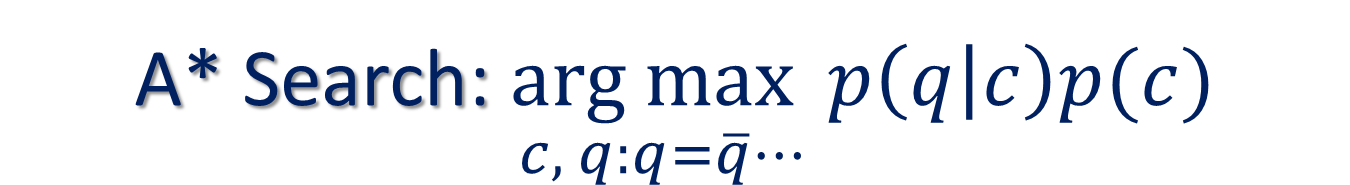 A* Search: arg max p(q|c)p(c)
c, q:q=q̅⋯